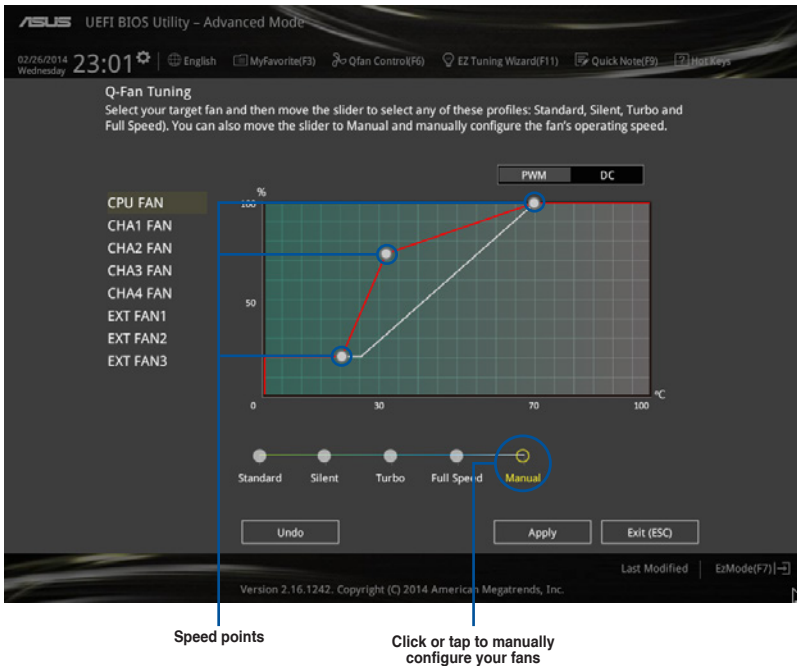 ASUS UEFI BIOS Utility – Advanced Mode
02/26/2014
Wednesday
23:01
English
MyFavorite(F3)
Qfan Control(F6)
EZ Tuning Wizard(F11)
Quick Note(F9)
? Hot Keys
Q-Fan Tuning
Select your target fan and then move the slider to select any of these profiles: Standard, Silent, Turbo and
Full Speed). You can also move the slider to Manual and manually configure the fan's operating speed.
PWM DC
CPU FAN
CHA1 FAN
CHA2 FAN
CHA3 FAN
CHA4 FAN
EXT FAN1
EXT FAN2
EXT FAN3
%
100
50
0 30 70 100
ºC
Standard Silent Turbo Full Speed Manual
Undo Apply Exit (ESC)
Last Modified EzMode(F7)
Version 2.16.1242. Copyright (C) 2014 American Megatrends, Inc.
Speed points
Click or tap to manually
configure your fans